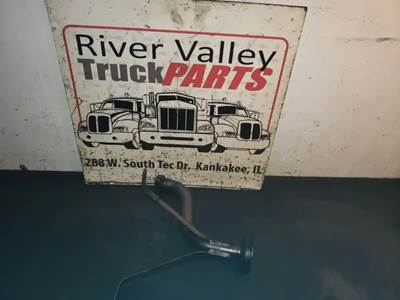 River Valley
TruckPARTS
288 W. South Tec Dr. Kankakee, IL